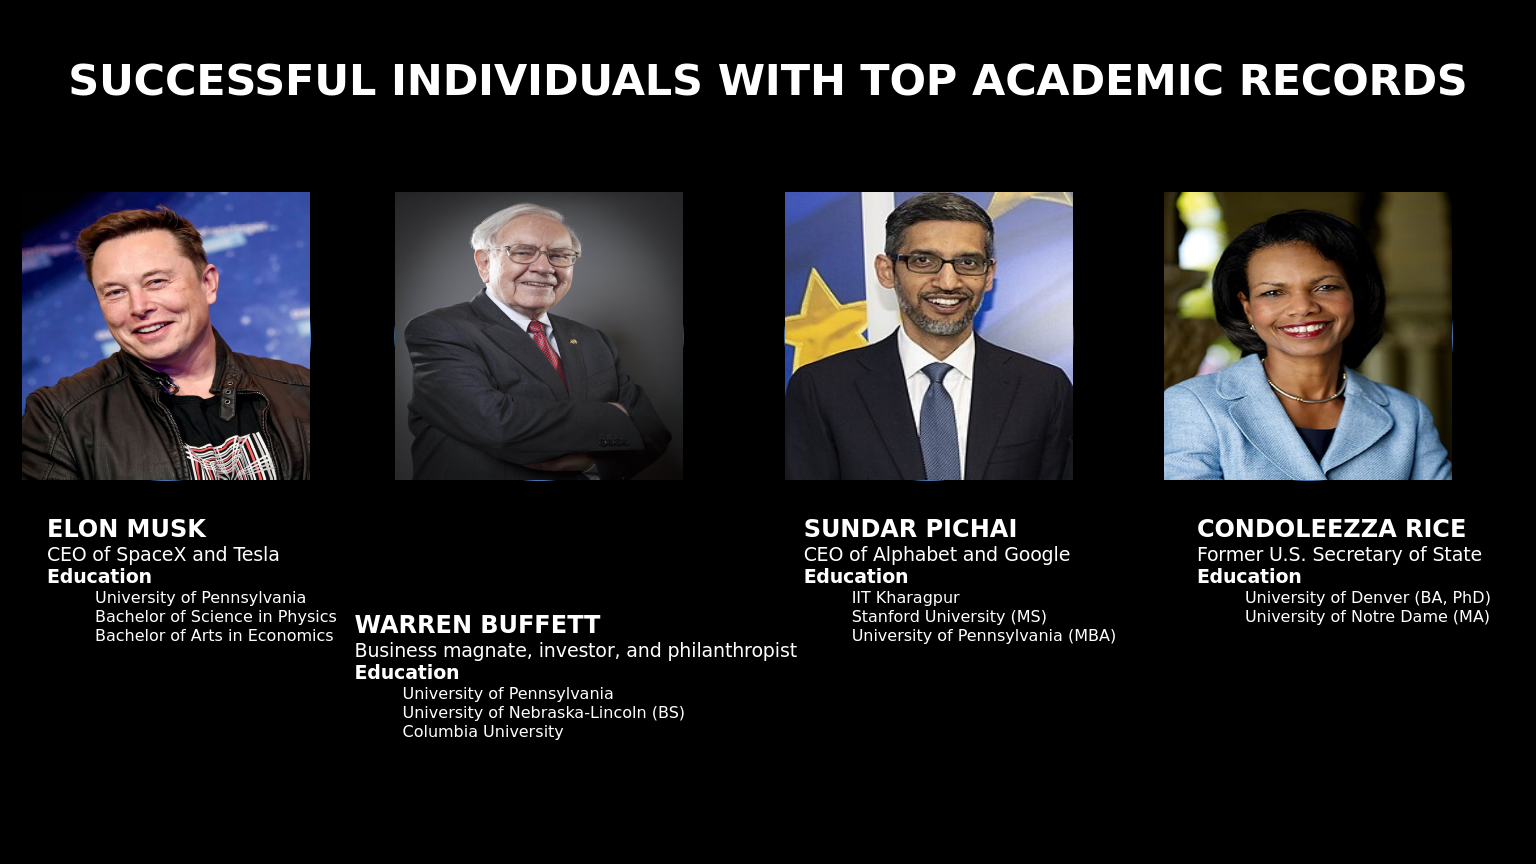 SUCCESSFUL INDIVIDUALS WITH TOP ACADEMIC RECORDS
ELON MUSK
CEO of SpaceX and Tesla
Education
University of Pennsylvania
Bachelor of Science in Physics
Bachelor of Arts in Economics
WARREN BUFFETT
Business magnate, investor, and philanthropist
Education
University of Pennsylvania
University of Nebraska-Lincoln (BS)
Columbia University
SUNDAR PICHAI
CEO of Alphabet and Google
Education
IIT Kharagpur
Stanford University (MS)
University of Pennsylvania (MBA)
CONDOLEEZZA RICE
Former U.S. Secretary of State
Education
University of Denver (BA, PhD)
University of Notre Dame (MA)